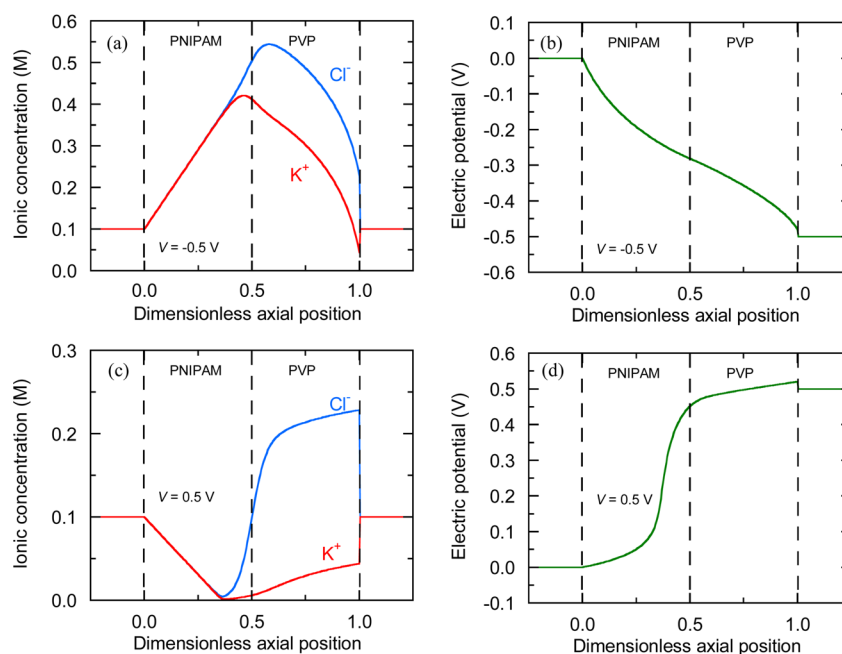 (a)
PNIPAM
PVP
Cl⁻
K⁺
V = -0.5 V
Ionic concentration (M)
0.6
0.5
0.4
0.3
0.2
0.1
0.0
0.0 0.5 1.0
Dimensionless axial position
(b)
PNIPAM
PVP
V = -0.5 V
Electric potential (V)
0.1
0.0
-0.1
-0.2
-0.3
-0.4
-0.5
-0.6
0.0 0.5 1.0
Dimensionless axial position
(c)
PNIPAM
PVP
Cl⁻
K⁺
V = 0.5 V
Ionic concentration (M)
0.3
0.2
0.1
0.0
0.0 0.5 1.0
Dimensionless axial position
(d)
PNIPAM
PVP
V = 0.5 V
Electric potential (V)
0.6
0.5
0.4
0.3
0.2
0.1
0.0
-0.1
0.0 0.5 1.0
Dimensionless axial position